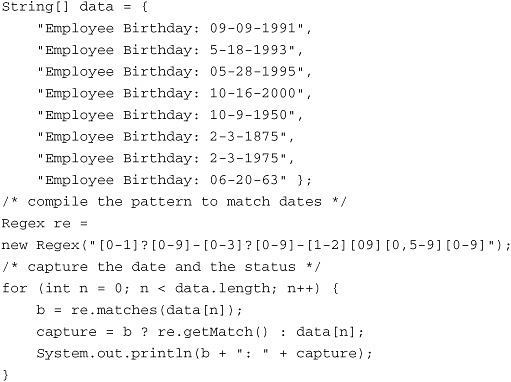 String[] data = {
    "Employee Birthday: 09-09-1991",
    "Employee Birthday: 5-18-1993",
    "Employee Birthday: 05-28-1995",
    "Employee Birthday: 10-16-2000",
    "Employee Birthday: 10-9-1950",
    "Employee Birthday: 2-3-1875",
    "Employee Birthday: 2-3-1975",
    "Employee Birthday: 06-20-63" };
/* compile the pattern to match dates */
Regex re =
new Regex("[0-1]?[0-9]-[0-3]?[0-9]-[1-2][09][0,5-9][0-9]");
/* capture the date and the status */
for (int n = 0; n < data.length; n++) {
    b = re.matches(data[n]);
    capture = b ? re.getMatch() : data[n];
    System.out.println(b + ": " + capture);
}